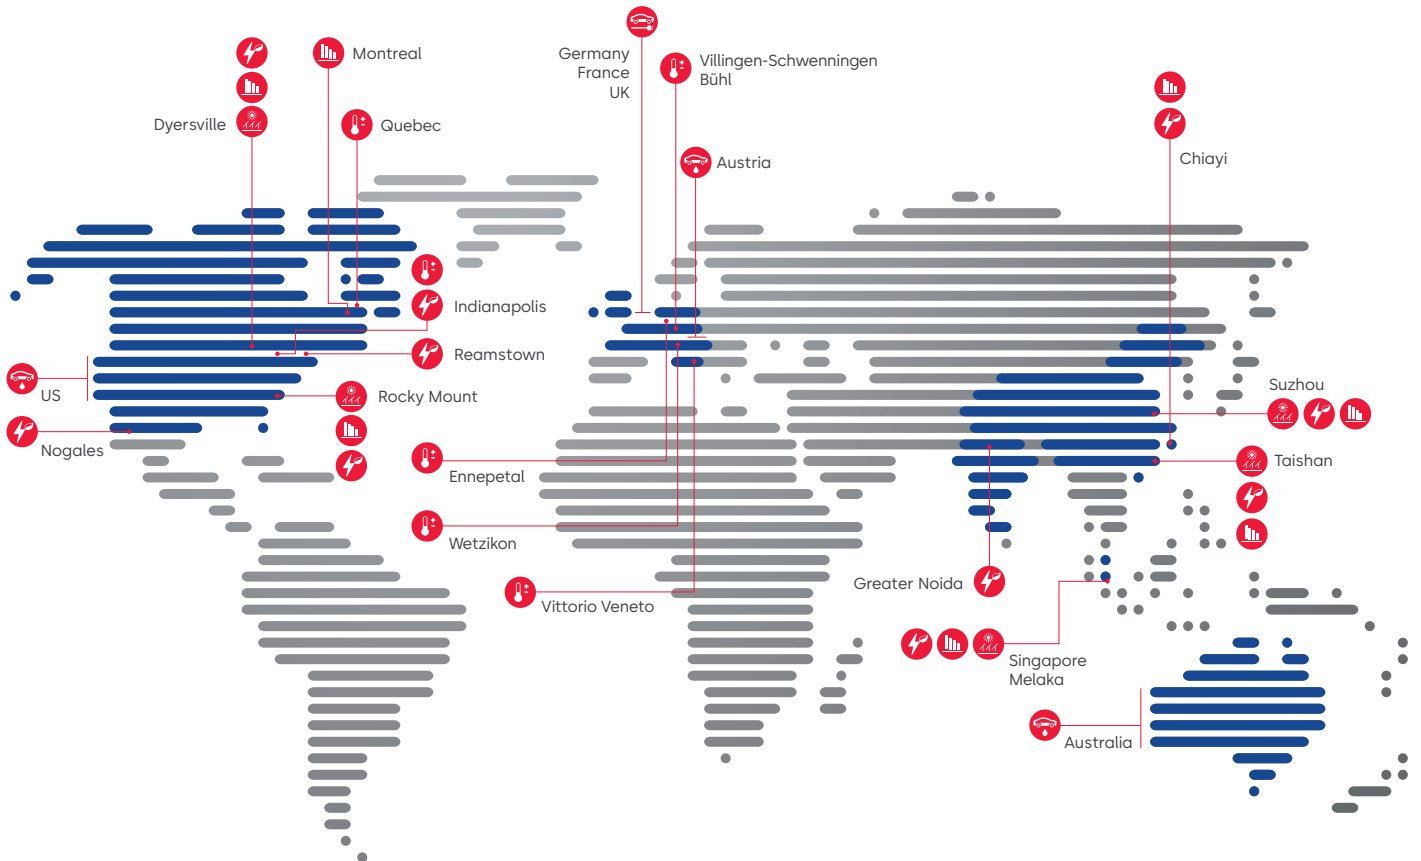 Montreal
Germany
France
UK
Villingen-Schwenningen
Bühl
Dyersville
Quebec
Austria
Chiayi
Indianapolis
Reamstown
US
Rocky Mount
Suzhou
Nogales
Ennepetal
Taishan
Wetzikon
Greater Noida
Vittorio Veneto
Singapore
Melaka
Australia